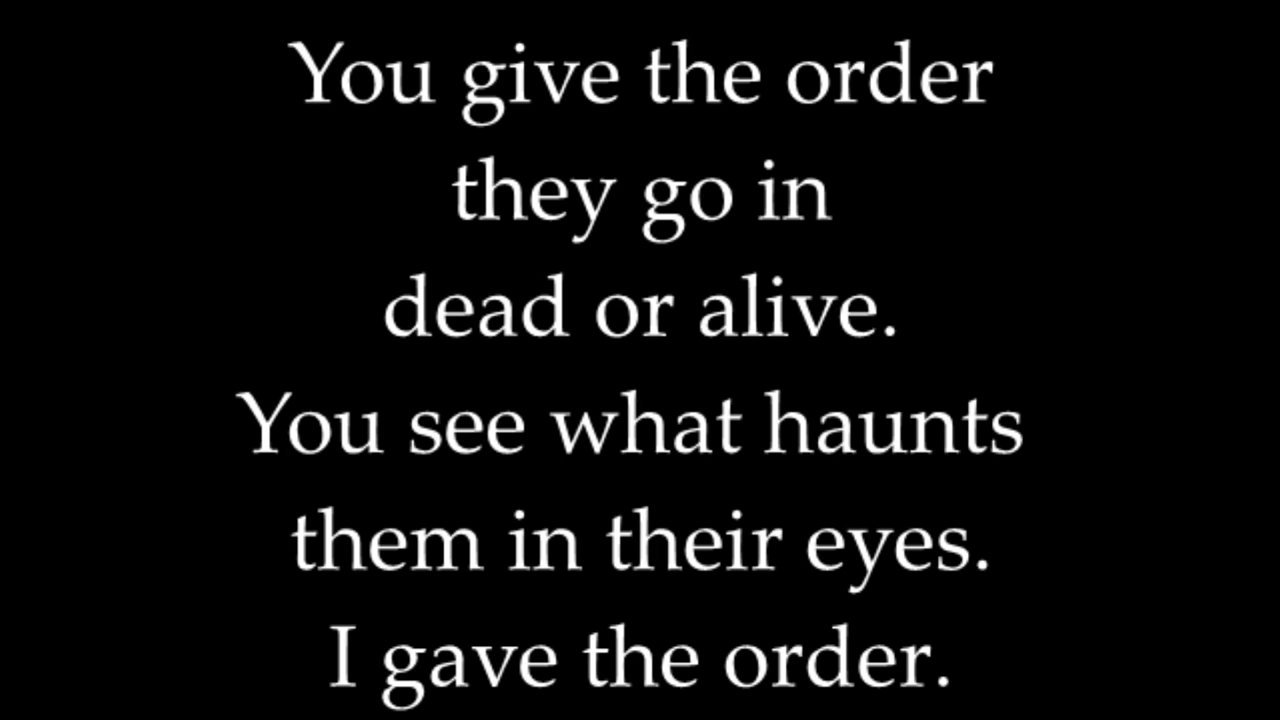 You give the order
they go in
dead or alive.
You see what haunts
them in their eyes.
I gave the order.